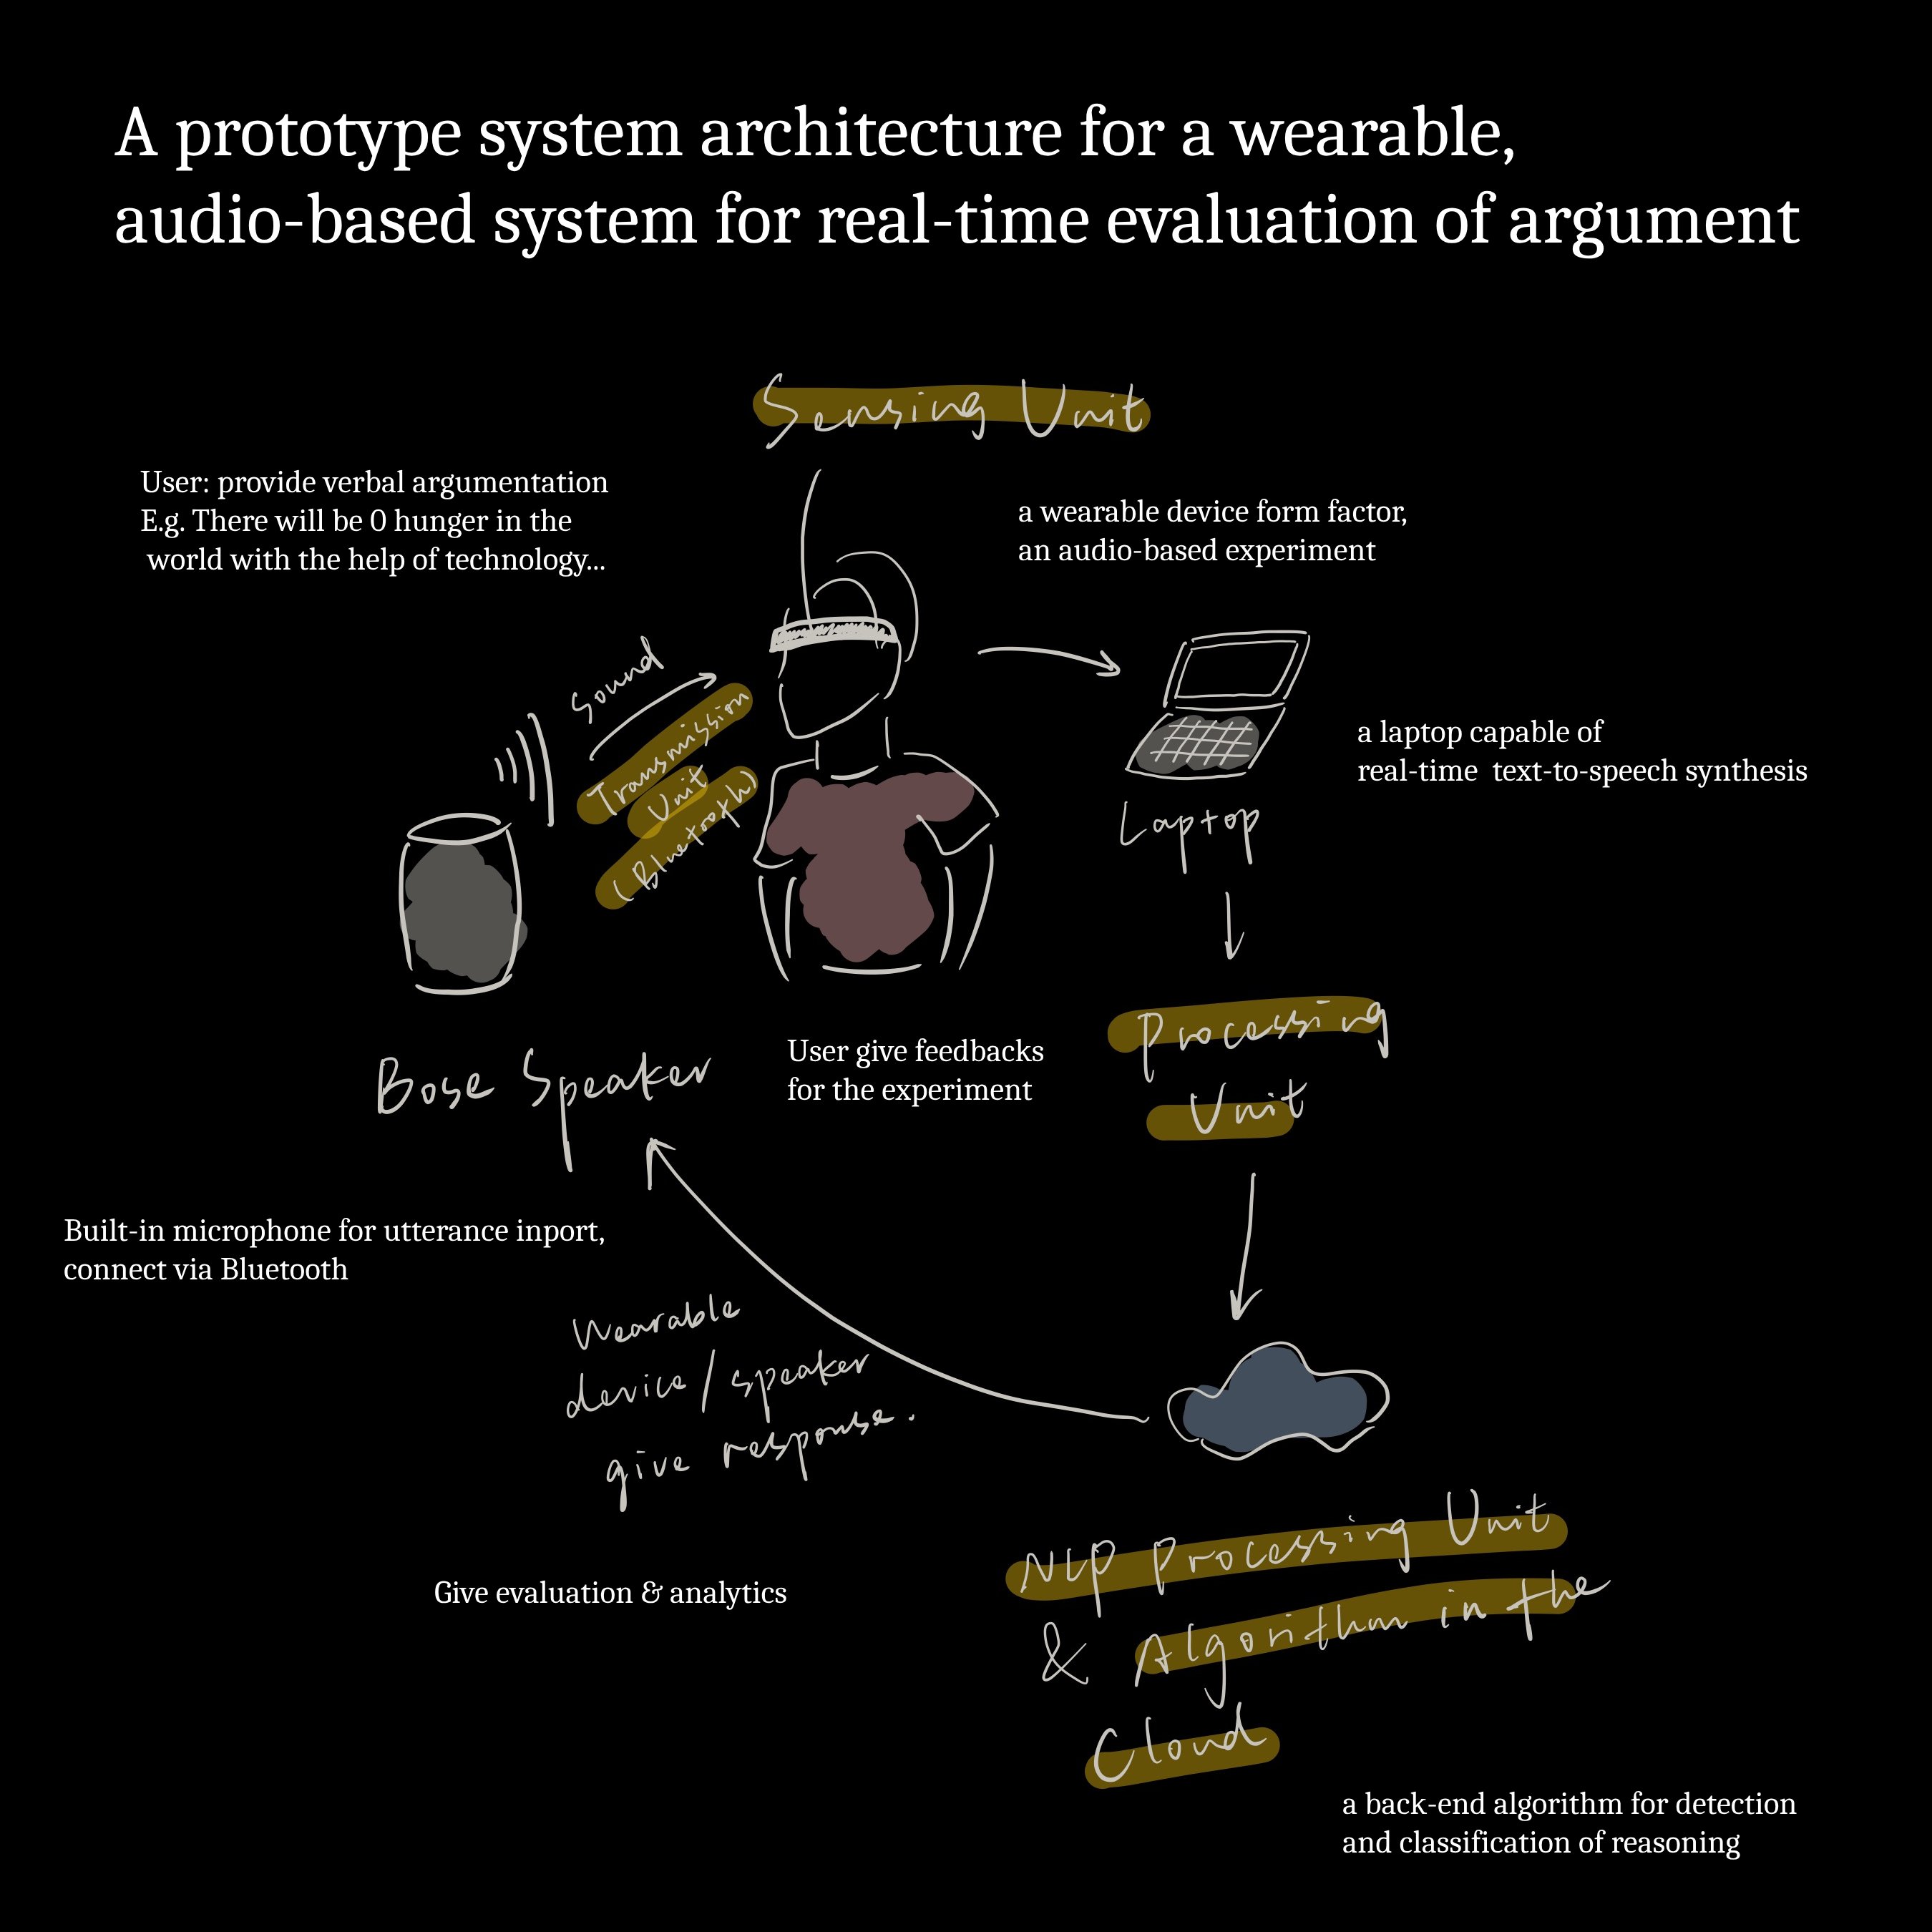 A prototype system architecture for a wearable,
audio-based system for real-time evaluation of argument
Sensing Unit
User: provide verbal argumentation
E.g. There will be 0 hunger in the
world with the help of technology...
a wearable device form factor,
an audio-based experiment
Sound
Transmission
Unit
(Bluetooth)
a laptop capable of
real-time text-to-speech synthesis
Laptop
Processing
Unit
Bose Speaker
User give feedbacks
for the experiment
Built-in microphone for utterance inport,
connect via Bluetooth
Wearable
device/speaker
give response.
Give evaluation & analytics
NLP Processing Unit
& Algorithm in the
Cloud
a back-end algorithm for detection
and classification of reasoning